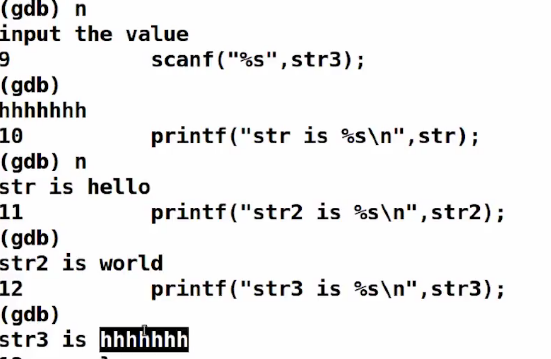 (gdb) n
input the value
9 scanf("%s",str3);
(gdb)
hhhhhhh
10 printf("str is %s\n",str);
(gdb) n
str is hello
11 printf("str2 is %s\n",str2);
(gdb)
str2 is world
12 printf("str3 is %s\n",str3);
(gdb)
str3 is hhhhhhh